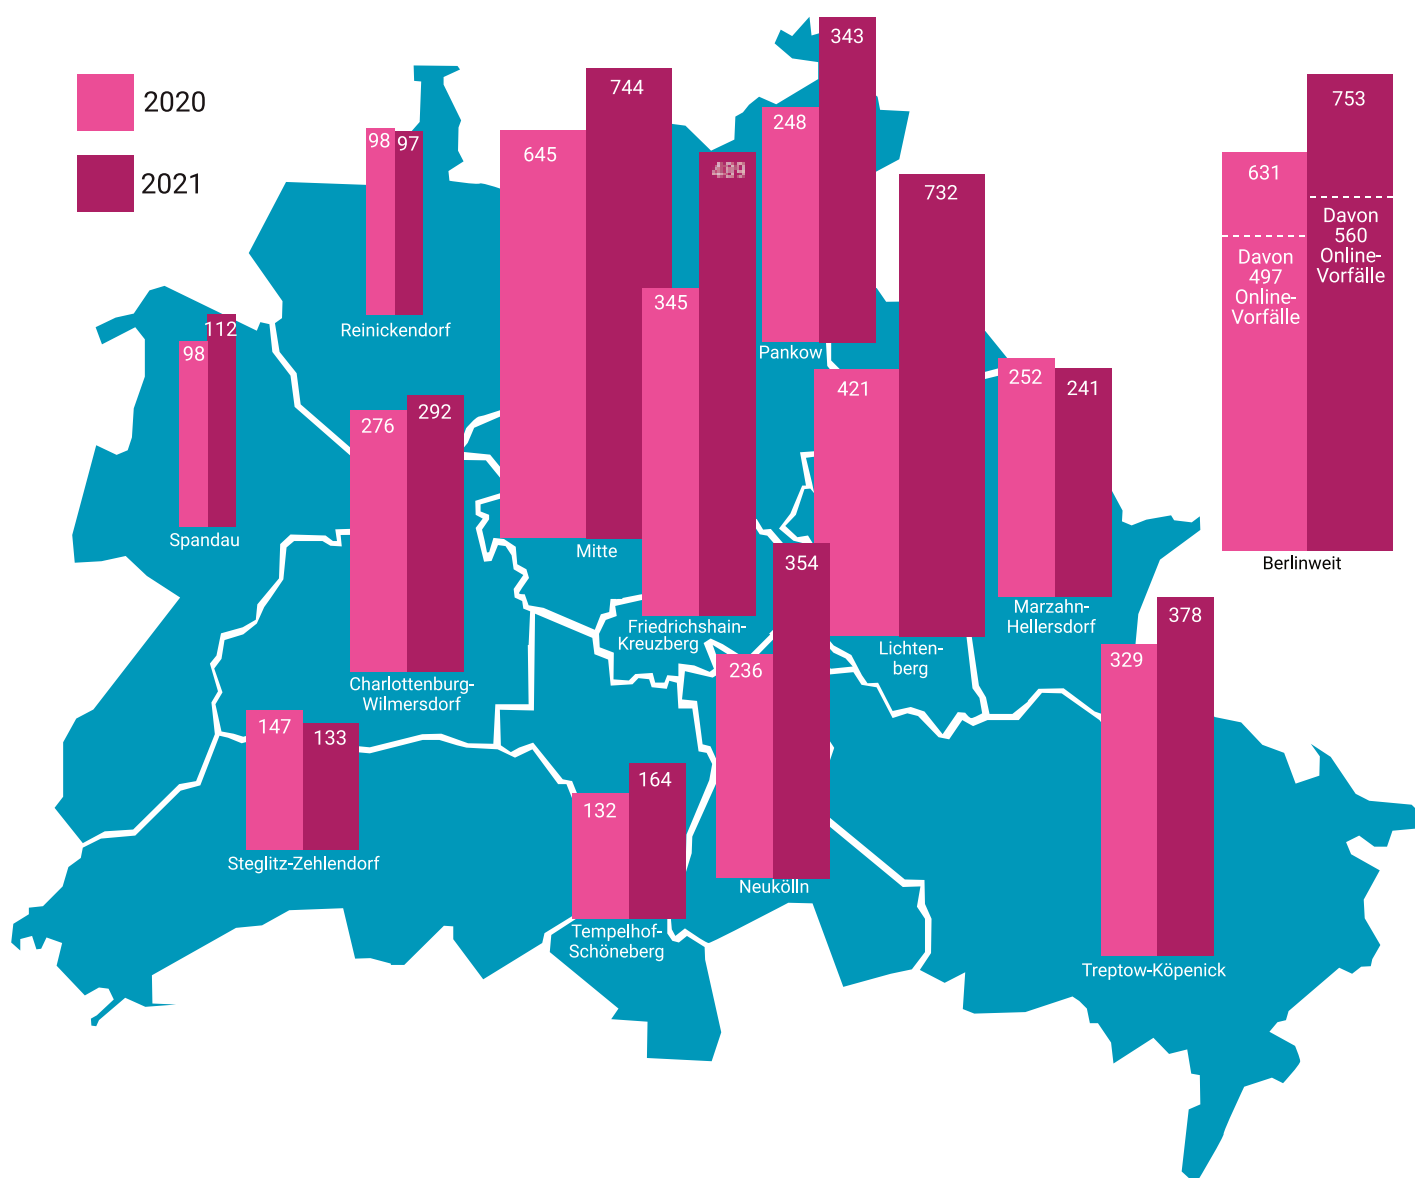 2020
2021
98
97
Reinickendorf
645
744
Mitte
248
343
Pankow
345
489
Friedrichshain-
Kreuzberg
421
732
Lichten-
berg
98
112
Spandau
276
292
Charlottenburg-
Wilmersdorf
252
241
Marzahn-
Hellersdorf
631
Davon
497
Online-
Vorfälle
753
Davon
560
Online-
Vorfälle
Berlinweit
147
133
Steglitz-Zehlendorf
132
164
Tempelhof-
Schöneberg
236
354
Neukölln
329
378
Treptow-Köpenick